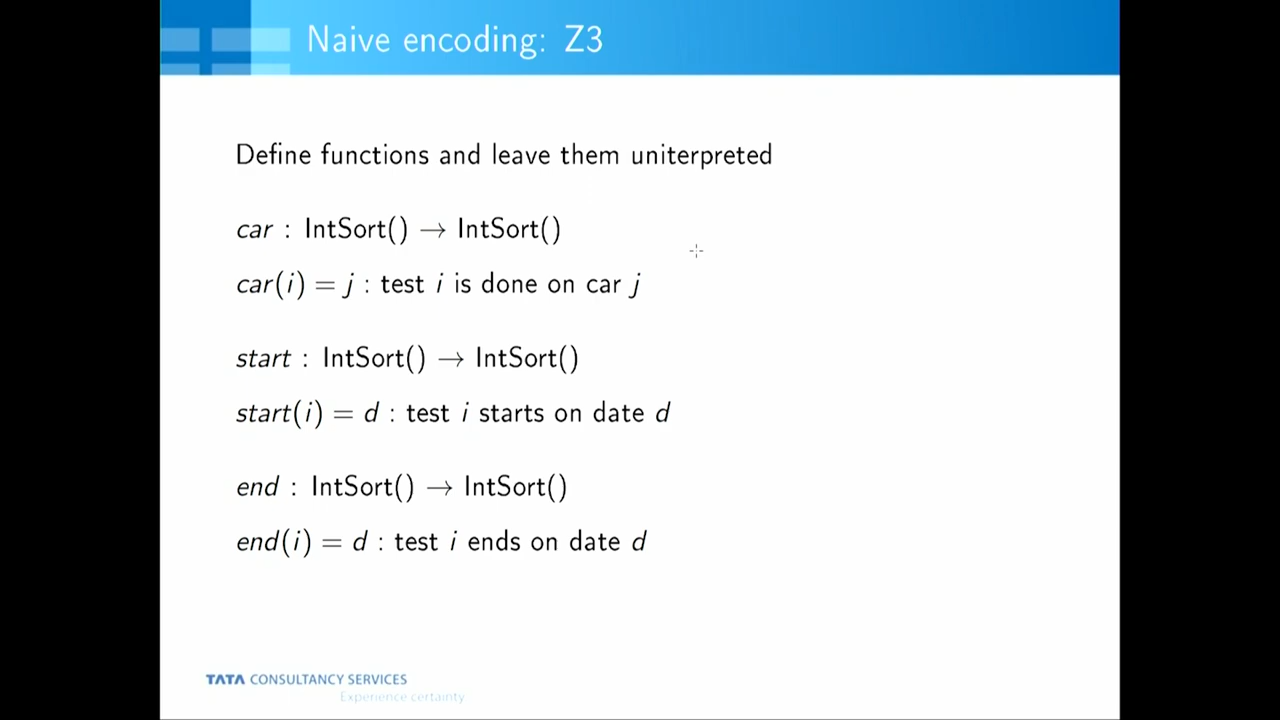 Naive encoding: Z3
Define functions and leave them uniterpreted
car : IntSort() → IntSort()
car(i) = j : test i is done on car j
start : IntSort() → IntSort()
start(i) = d : test i starts on date d
end : IntSort() → IntSort()
end(i) = d : test i ends on date d
TATA CONSULTANCY SERVICES
Experience certainty